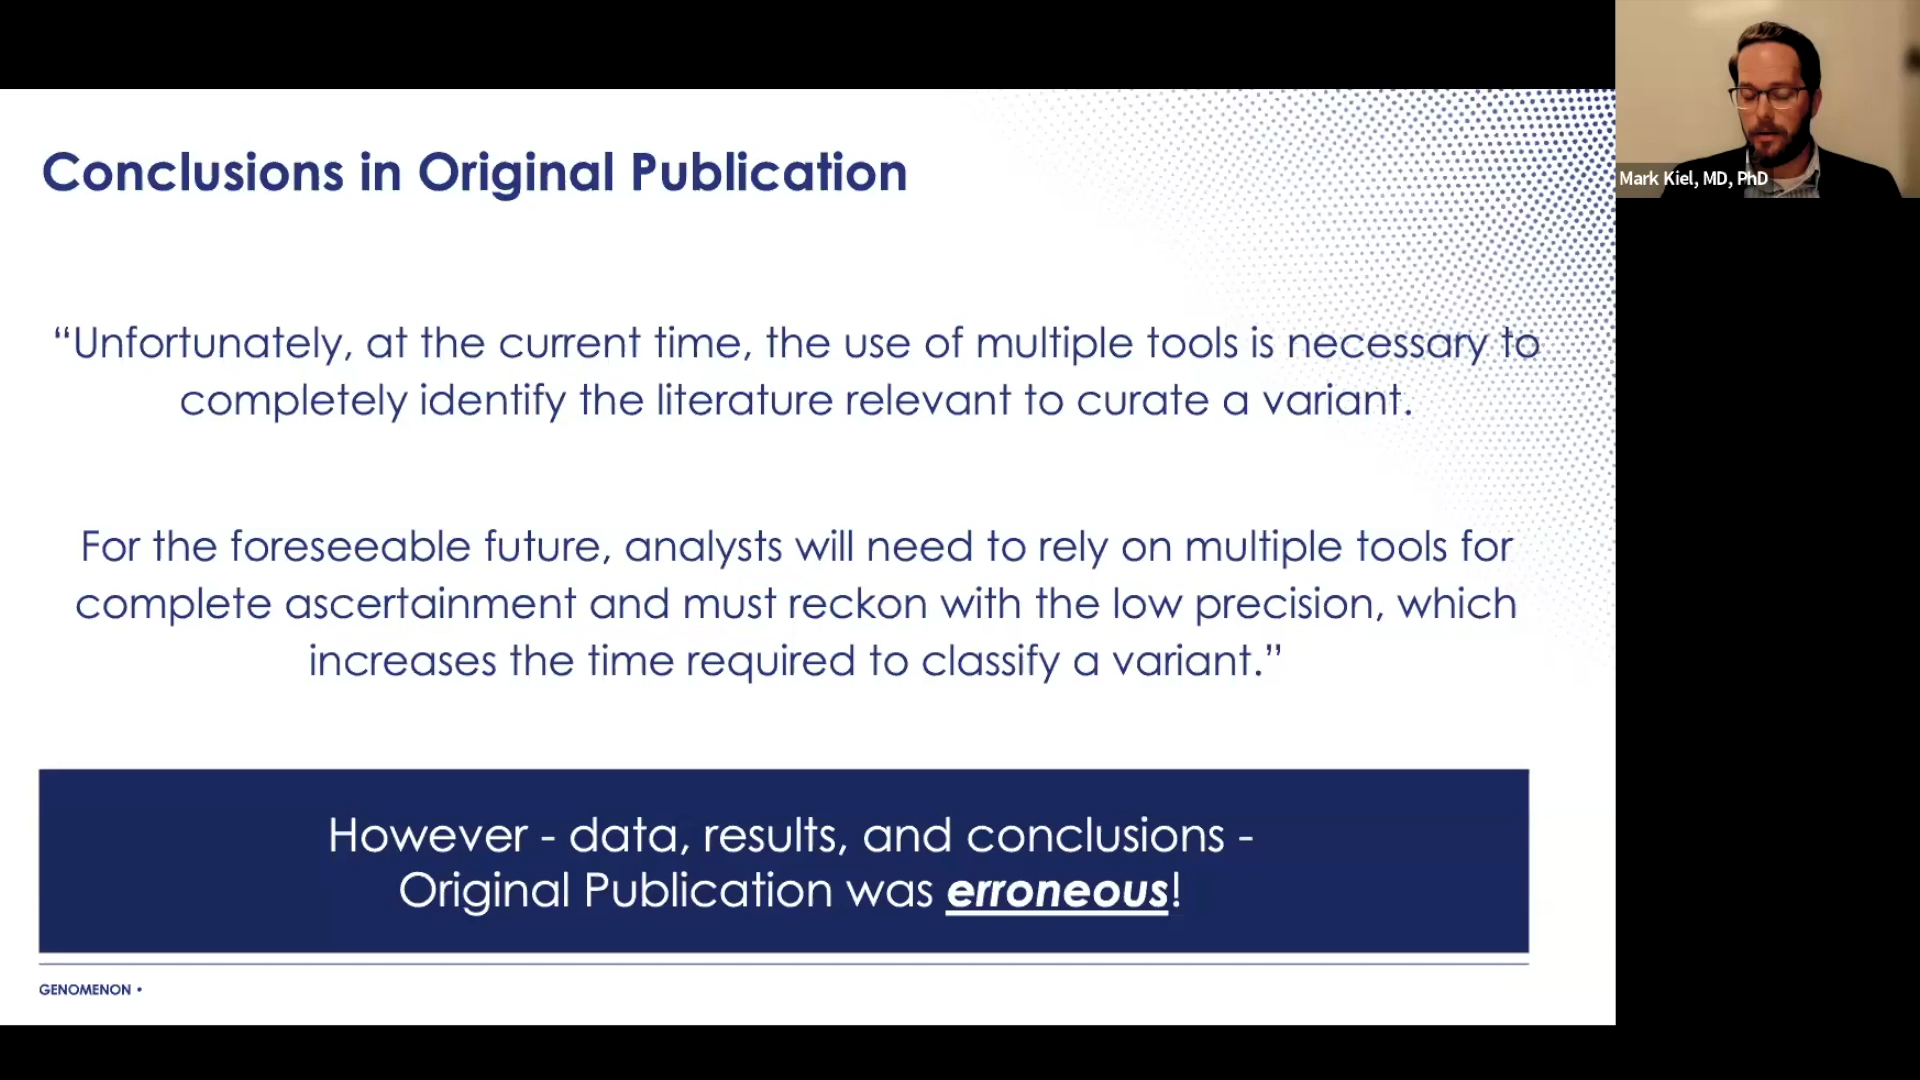 Conclusions in Original Publication
Mark Kiel, MD, PhD
“Unfortunately, at the current time, the use of multiple tools is necessary to
completely identify the literature relevant to curate a variant.
For the foreseeable future, analysts will need to rely on multiple tools for
complete ascertainment and must reckon with the low precision, which
increases the time required to classify a variant.”
However - data, results, and conclusions -
Original Publication was erroneous!
GENOMENON •